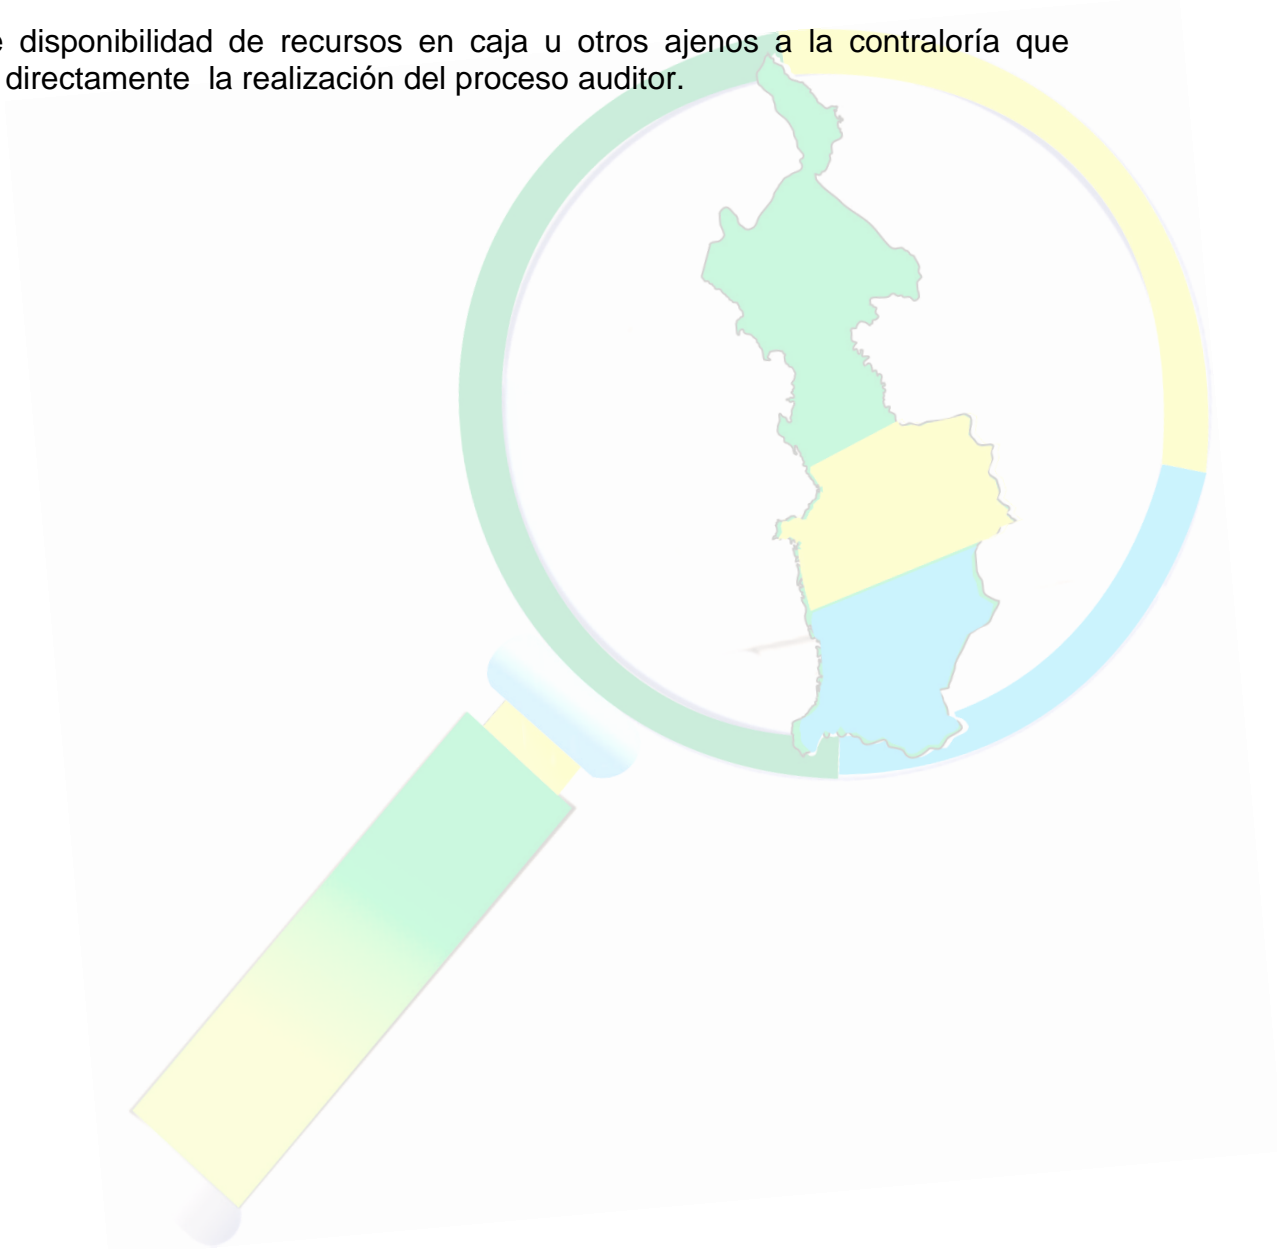 disponibilidad de recursos en caja u otros ajenos a la contraloría que
directamente la realización del proceso auditor.